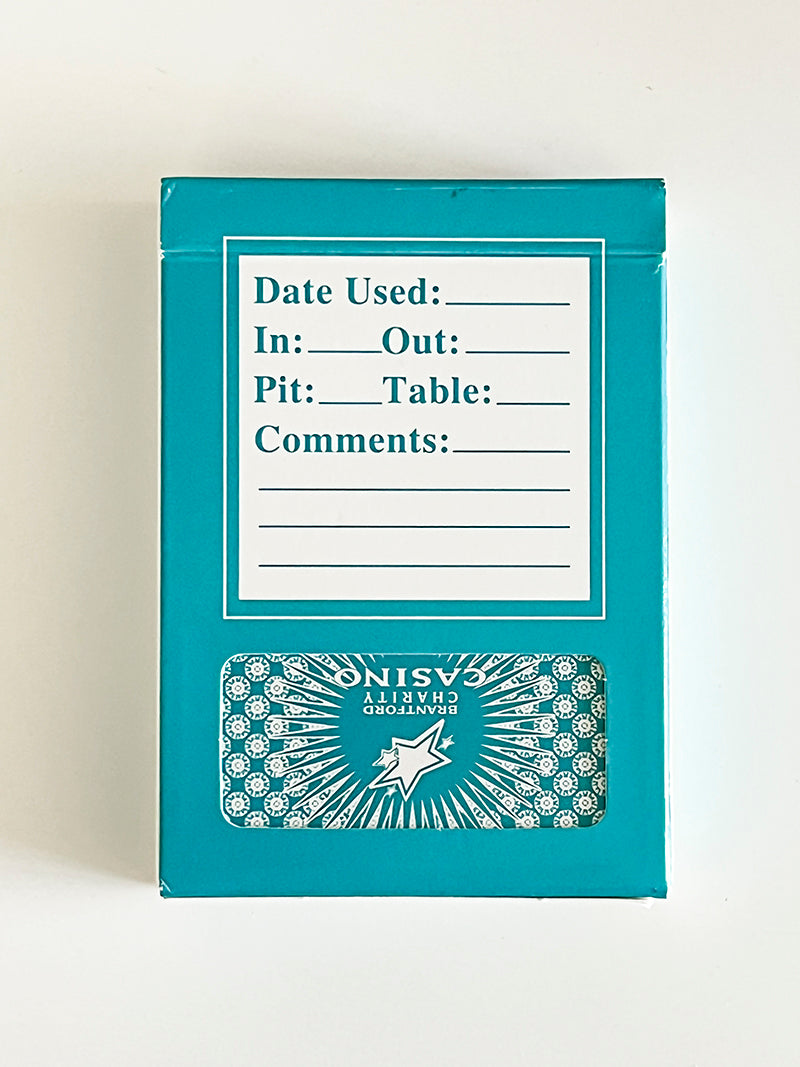 Date Used:
In: Out:
Pit: Table:
Comments:
BRANTFORD
CHARITY
CASINO